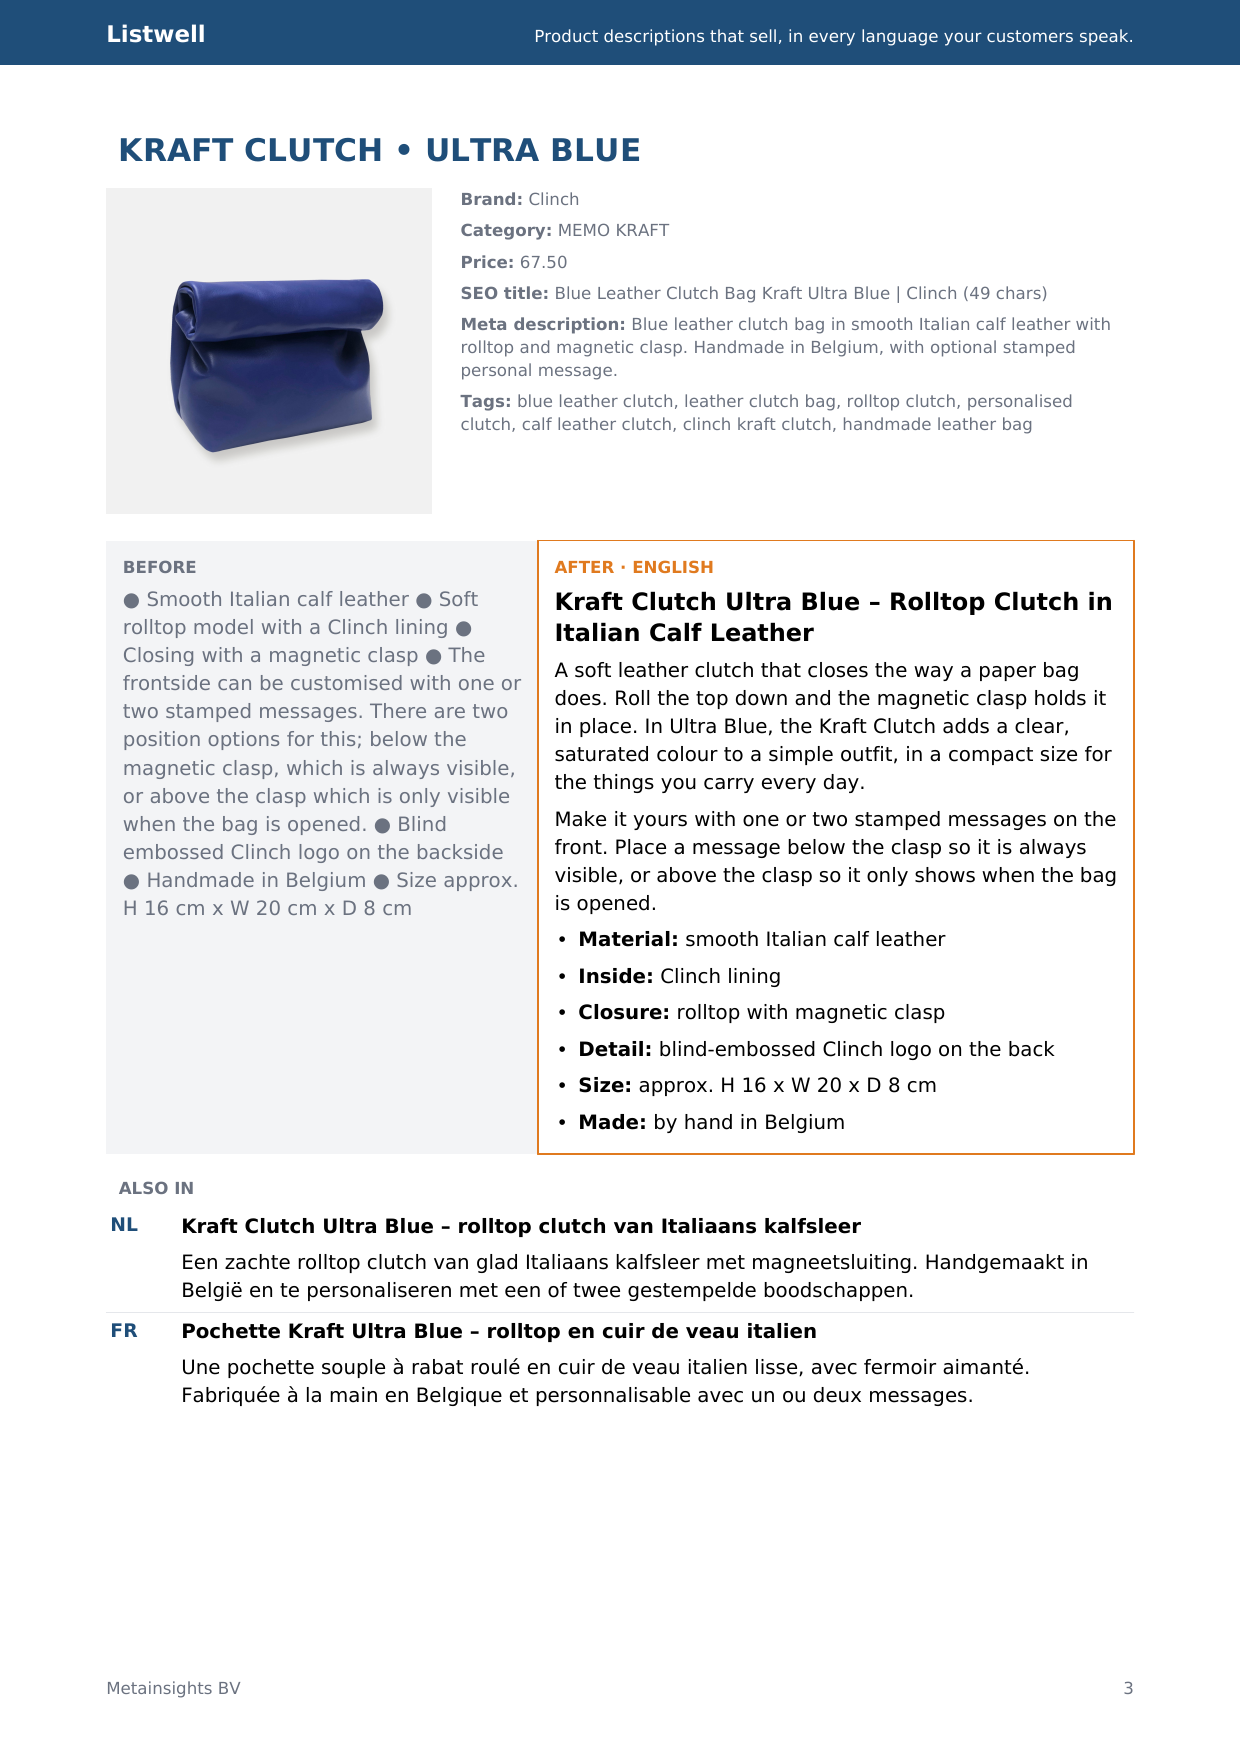 Listwell
Product descriptions that sell, in every language your customers speak.
KRAFT CLUTCH • ULTRA BLUE
Brand: Clinch
Category: MEMO KRAFT
Price: 67.50
SEO title: Blue Leather Clutch Bag Kraft Ultra Blue | Clinch (49 chars)
Meta description: Blue leather clutch bag in smooth Italian calf leather with
rolltop and magnetic clasp. Handmade in Belgium, with optional stamped
personal message.
Tags: blue leather clutch, leather clutch bag, rolltop clutch, personalised
clutch, calf leather clutch, clinch kraft clutch, handmade leather bag
BEFORE
● Smooth Italian calf leather ● Soft
rolltop model with a Clinch lining ●
Closing with a magnetic clasp ● The
frontside can be customised with one or
two stamped messages. There are two
position options for this; below the
magnetic clasp, which is always visible,
or above the clasp which is only visible
when the bag is opened. ● Blind
embossed Clinch logo on the backside
● Handmade in Belgium ● Size approx.
H 16 cm x W 20 cm x D 8 cm
AFTER · ENGLISH
Kraft Clutch Ultra Blue – Rolltop Clutch in
Italian Calf Leather
A soft leather clutch that closes the way a paper bag
does. Roll the top down and the magnetic clasp holds it
in place. In Ultra Blue, the Kraft Clutch adds a clear,
saturated colour to a simple outfit, in a compact size for
the things you carry every day.
Make it yours with one or two stamped messages on the
front. Place a message below the clasp so it is always
visible, or above the clasp so it only shows when the bag
is opened.
• Material: smooth Italian calf leather
• Inside: Clinch lining
• Closure: rolltop with magnetic clasp
• Detail: blind-embossed Clinch logo on the back
• Size: approx. H 16 x W 20 x D 8 cm
• Made: by hand in Belgium
ALSO IN
NL
Kraft Clutch Ultra Blue – rolltop clutch van Italiaans kalfsleer
Een zachte rolltop clutch van glad Italiaans kalfsleer met magneetsluiting. Handgemaakt in
België en te personaliseren met een of twee gestempelde boodschappen.
FR
Pochette Kraft Ultra Blue – rolltop en cuir de veau italien
Une pochette souple à rabat roulé en cuir de veau italien lisse, avec fermoir aimanté.
Fabriquée à la main en Belgique et personnalisable avec un ou deux messages.
Metainsights BV
3